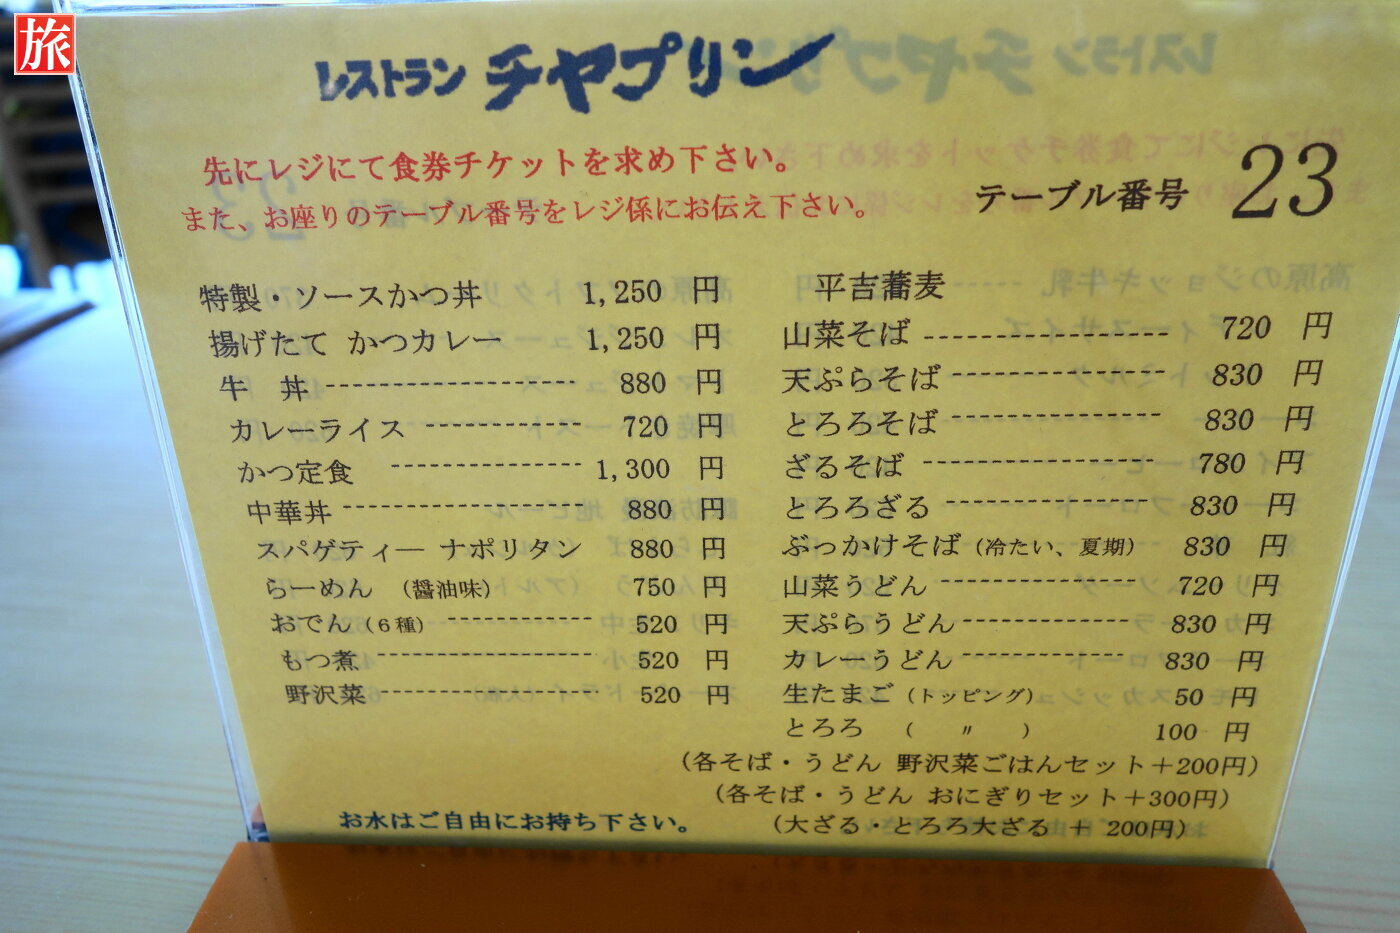 旅
レストラン チャプリン
先にレジにて食券チケットを求め下さい。
また、お座りのテーブル番号をレジ係にお伝え下さい。
テーブル番号 23
特製・ソースかつ丼 1,250 円
揚げたて かつカレー 1,250 円
牛 丼 880 円
カレーライス 720 円
かつ定食 1,300 円
中華丼 880 円
スパゲティー ナポリタン 880 円
らーめん （醤油味） 750 円
おでん（6種） 520 円
もつ煮 520 円
野沢菜 520 円
お水はご自由にお持ち下さい。
平吉蕎麦
山菜そば 720 円
天ぷらそば 830 円
とろろそば 830 円
ざるそば 780 円
とろろざる 830 円
ぶっかけそば（冷たい、夏期） 830 円
山菜うどん 720 円
天ぷらうどん 830 円
カレーうどん 830 円
生たまご（トッピング） 50 円
とろろ （ 〃 ） 100 円
（各そば・うどん 野沢菜ごはんセット＋200円）
（各そば・うどん おにぎりセット＋300円）
（大ざる・とろろ大ざる ＋ 200円）